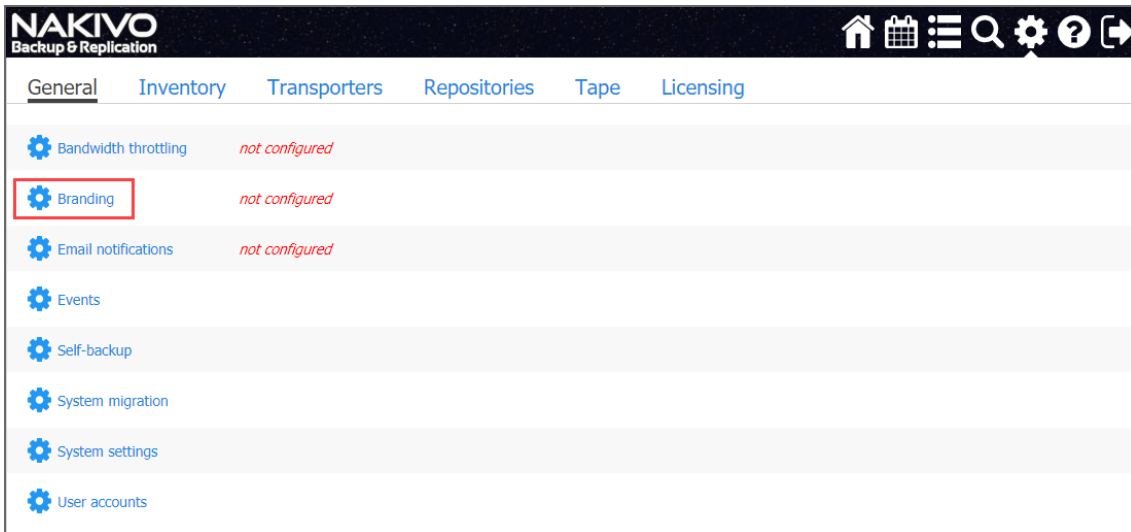 NAKIVO
Backup & Replication
General Inventory Transporters Repositories Tape Licensing
Bandwidth throttling not configured
Branding not configured
Email notifications not configured
Events
Self-backup
System migration
System settings
User accounts